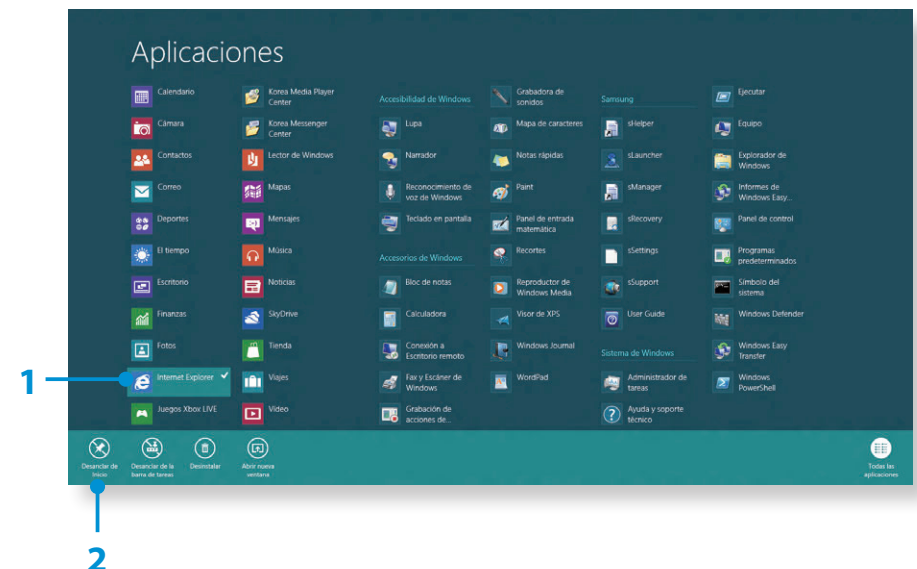 Aplicaciones
Calendario
Cámara
Contactos
Correo
Deportes
El tiempo
Escritorio
Finanzas
Fotos
Internet Explorer
Juegos Xbox LIVE
Korea Media Player
Center
Korea Messenger
Center
Lector de Windows
Mapas
Mensajes
Música
Noticias
SkyDrive
Tienda
Viajes
Vídeo
Accesibilidad de Windows
Lupa
Narrador
Reconocimiento de
voz de Windows
Teclado en pantalla
Accesorios de Windows
Bloc de notas
Calculadora
Conexión a
Escritorio remoto
Fax y Escáner de
Windows
Grabación de
acciones de...
Grabadora de
sonidos
Mapa de caracteres
Notas rápidas
Paint
Panel de entrada
matemática
Recortes
Reproductor de
Windows Media
Visor de XPS
Windows Journal
WordPad
Samsung
sHelper
sLauncher
sManager
sRecovery
sSettings
sSupport
User Guide
Sistema de Windows
Administrador de
tareas
Ayuda y soporte
técnico
Ejecutar
Equipo
Explorador de
Windows
Informes de
Windows Easy...
Panel de control
Programas
predeterminados
Símbolo del
sistema
Windows Defender
Windows Easy
Transfer
Windows
PowerShell
1
Desanclar de
Inicio
Desanclar de la
barra de tareas
Desinstalar
Abrir nueva
ventana
Todas las
aplicaciones
2